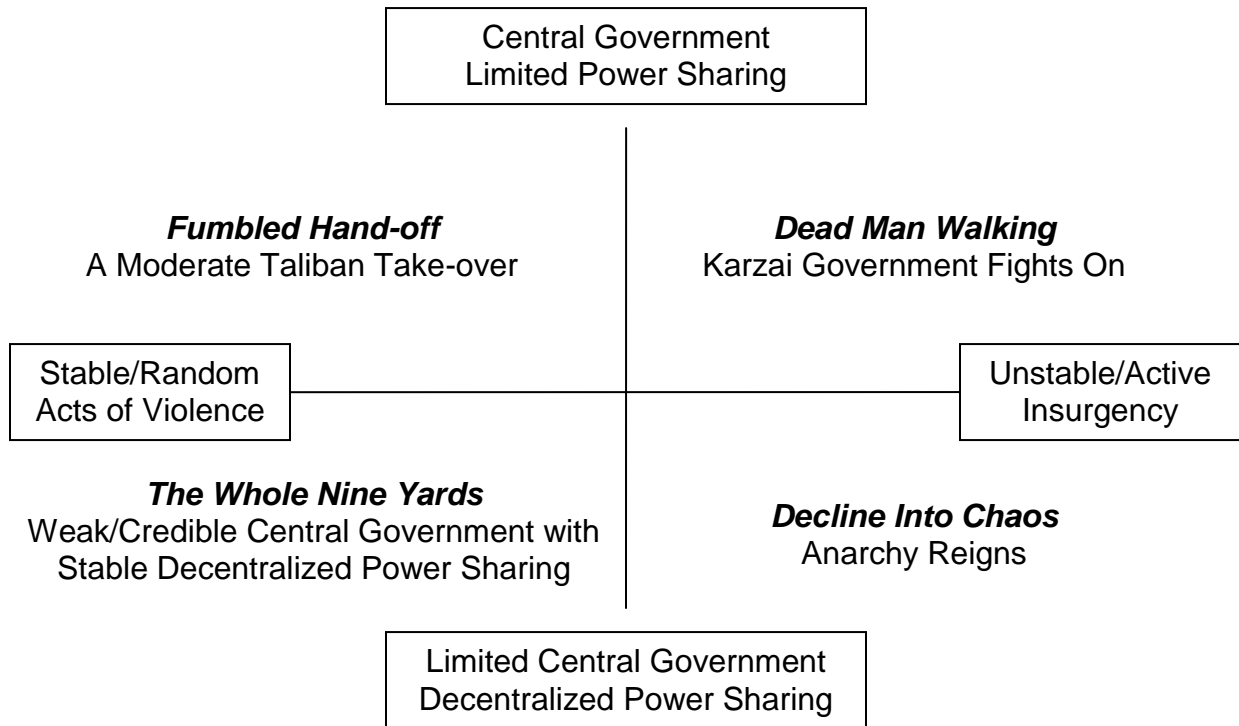 Central Government
Limited Power Sharing
Fumbled Hand-off
A Moderate Taliban Take-over
Dead Man Walking
Karzai Government Fights On
Stable/Random
Acts of Violence
Unstable/Active
Insurgency
The Whole Nine Yards
Weak/Credible Central Government with
Stable Decentralized Power Sharing
Decline Into Chaos
Anarchy Reigns
Limited Central Government
Decentralized Power Sharing